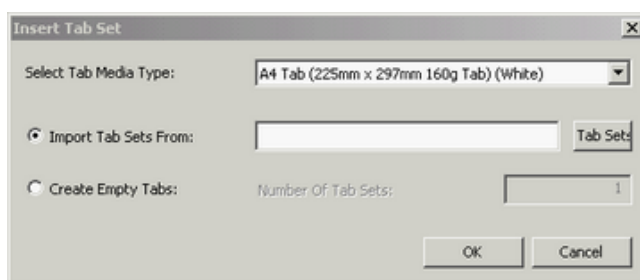 Insert Tab Set
Select Tab Media Type: A4 Tab (225mm x 297mm 160g Tab) (White)
Import Tab Sets From: Tab Sets
Create Empty Tabs: Number Of Tab Sets: 1
OK Cancel